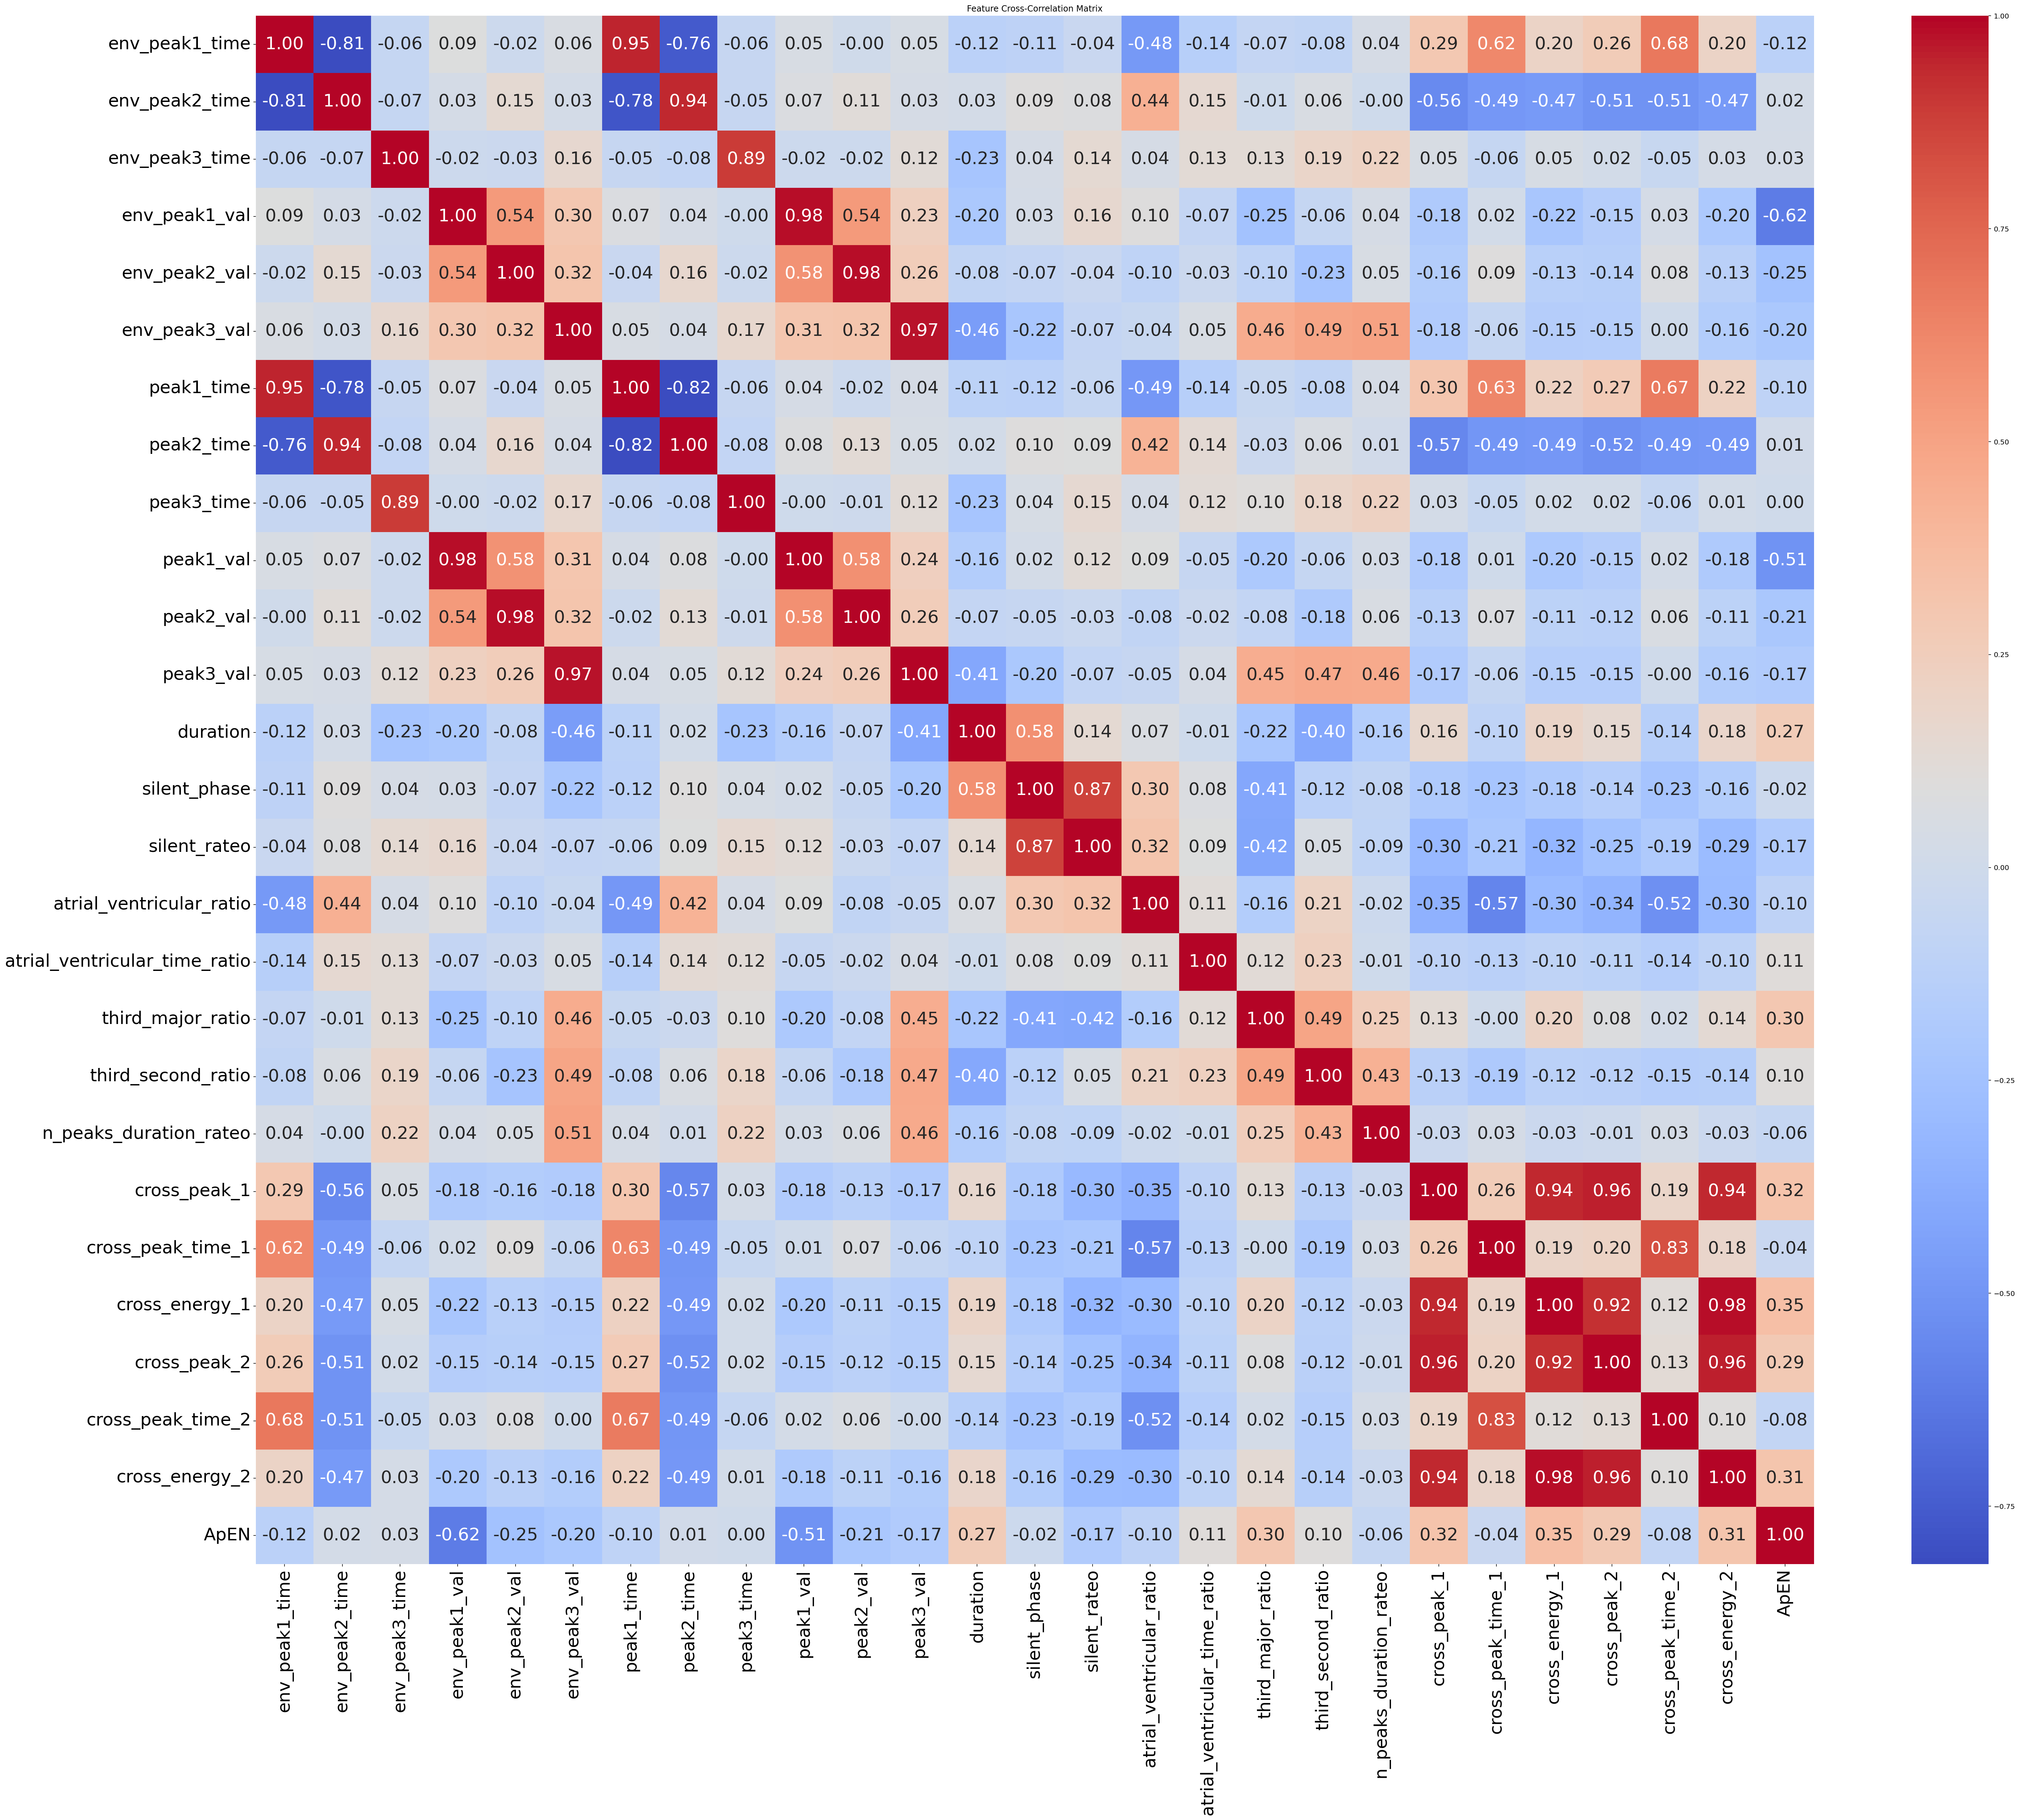 Feature Cross-Correlation Matrix
env_peak1_time 1.00 -0.81 -0.06 0.09 -0.02 0.06 0.95 -0.76 -0.06 0.05 -0.00 0.05 -0.12 -0.11 -0.04 -0.48 -0.14 -0.07 -0.08 0.04 0.29 0.62 0.20 0.26 0.68 0.20 -0.12
env_peak2_time -0.81 1.00 -0.07 0.03 0.15 0.03 -0.78 0.94 -0.05 0.07 0.11 0.03 0.03 0.09 0.08 0.44 0.15 -0.01 0.06 -0.00 -0.56 -0.49 -0.47 -0.51 -0.51 -0.47 0.02
env_peak3_time -0.06 -0.07 1.00 -0.02 -0.03 0.16 -0.05 -0.08 0.89 -0.02 -0.02 0.12 -0.23 0.04 0.14 0.04 0.13 0.13 0.19 0.22 0.05 -0.06 0.05 0.02 -0.05 0.03 0.03
env_peak1_val 0.09 0.03 -0.02 1.00 0.54 0.30 0.07 0.04 -0.00 0.98 0.54 0.23 -0.20 0.03 0.16 0.10 -0.07 -0.25 -0.06 0.04 -0.18 0.02 -0.22 -0.15 0.03 -0.20 -0.62
env_peak2_val -0.02 0.15 -0.03 0.54 1.00 0.32 -0.04 0.16 -0.02 0.58 0.98 0.26 -0.08 -0.07 -0.04 -0.10 -0.03 -0.10 -0.23 0.05 -0.16 0.09 -0.13 -0.14 0.08 -0.13 -0.25
env_peak3_val 0.06 0.03 0.16 0.30 0.32 1.00 0.05 0.04 0.17 0.31 0.32 0.97 -0.46 -0.22 -0.07 -0.04 0.05 0.46 0.49 0.51 -0.18 -0.06 -0.15 -0.15 0.00 -0.16 -0.20
peak1_time 0.95 -0.78 -0.05 0.07 -0.04 0.05 1.00 -0.82 -0.06 0.04 -0.02 0.04 -0.11 -0.12 -0.06 -0.49 -0.14 -0.05 -0.08 0.04 0.30 0.63 0.22 0.27 0.67 0.22 -0.10
peak2_time -0.76 0.94 -0.08 0.04 0.16 0.04 -0.82 1.00 -0.08 0.08 0.13 0.05 0.02 0.10 0.09 0.42 0.14 -0.03 0.06 0.01 -0.57 -0.49 -0.49 -0.52 -0.49 -0.49 0.01
peak3_time -0.06 -0.05 0.89 -0.00 -0.02 0.17 -0.06 -0.08 1.00 -0.00 -0.01 0.12 -0.23 0.04 0.15 0.04 0.12 0.10 0.18 0.22 0.03 -0.05 0.02 0.02 -0.06 0.01 0.00
peak1_val 0.05 0.07 -0.02 0.98 0.58 0.31 0.04 0.08 -0.00 1.00 0.58 0.24 -0.16 0.02 0.12 0.09 -0.05 -0.20 -0.06 0.03 -0.18 0.01 -0.20 -0.15 0.02 -0.18 -0.51
peak2_val -0.00 0.11 -0.02 0.54 0.98 0.32 -0.02 0.13 -0.01 0.58 1.00 0.26 -0.07 -0.05 -0.03 -0.08 -0.02 -0.08 -0.18 0.06 -0.13 0.07 -0.11 -0.12 0.06 -0.11 -0.21
peak3_val 0.05 0.03 0.12 0.23 0.26 0.97 0.04 0.05 0.12 0.24 0.26 1.00 -0.41 -0.20 -0.07 -0.05 0.04 0.45 0.47 0.46 -0.17 -0.06 -0.15 -0.15 -0.00 -0.16 -0.17
duration -0.12 0.03 -0.23 -0.20 -0.08 -0.46 -0.11 0.02 -0.23 -0.16 -0.07 -0.41 1.00 0.58 0.14 0.07 -0.01 -0.22 -0.40 -0.16 0.16 -0.10 0.19 0.15 -0.14 0.18 0.27
silent_phase -0.11 0.09 0.04 0.03 -0.07 -0.22 -0.12 0.10 0.04 0.02 -0.05 -0.20 0.58 1.00 0.87 0.30 0.08 -0.41 -0.12 -0.08 -0.18 -0.23 -0.18 -0.14 -0.23 -0.16 -0.02
silent_rateo -0.04 0.08 0.14 0.16 -0.04 -0.07 -0.06 0.09 0.15 0.12 -0.03 -0.07 0.14 0.87 1.00 0.32 0.09 -0.42 0.05 -0.09 -0.30 -0.21 -0.32 -0.25 -0.19 -0.29 -0.17
atrial_ventricular_ratio -0.48 0.44 0.04 0.10 -0.10 -0.04 -0.49 0.42 0.04 0.09 -0.08 -0.05 0.07 0.30 0.32 1.00 0.11 -0.16 0.21 -0.02 -0.35 -0.57 -0.30 -0.34 -0.52 -0.30 -0.10
atrial_ventricular_time_ratio -0.14 0.15 0.13 -0.07 -0.03 0.05 -0.14 0.14 0.12 -0.05 -0.02 0.04 -0.01 0.08 0.09 0.11 1.00 0.12 0.23 -0.01 -0.10 -0.13 -0.10 -0.11 -0.14 -0.10 0.11
third_major_ratio -0.07 -0.01 0.13 -0.25 -0.10 0.46 -0.05 -0.03 0.10 -0.20 -0.08 0.45 -0.22 -0.41 -0.42 -0.16 0.12 1.00 0.49 0.25 0.13 -0.00 0.20 0.08 0.02 0.14 0.30
third_second_ratio -0.08 0.06 0.19 -0.06 -0.23 0.49 -0.08 0.06 0.18 -0.06 -0.18 0.47 -0.40 -0.12 0.05 0.21 0.23 0.49 1.00 0.43 -0.13 -0.19 -0.12 -0.12 -0.15 -0.14 0.10
n_peaks_duration_rateo 0.04 -0.00 0.22 0.04 0.05 0.51 0.04 0.01 0.22 0.03 0.06 0.46 -0.16 -0.08 -0.09 -0.02 -0.01 0.25 0.43 1.00 -0.03 0.03 -0.03 -0.01 0.03 -0.03 -0.06
cross_peak_1 0.29 -0.56 0.05 -0.18 -0.16 -0.18 0.30 -0.57 0.03 -0.18 -0.13 -0.17 0.16 -0.18 -0.30 -0.35 -0.10 0.13 -0.13 -0.03 1.00 0.26 0.94 0.96 0.19 0.94 0.32
cross_peak_time_1 0.62 -0.49 -0.06 0.02 0.09 -0.06 0.63 -0.49 -0.05 0.01 0.07 -0.06 -0.10 -0.23 -0.21 -0.57 -0.13 -0.00 -0.19 0.03 0.26 1.00 0.19 0.20 0.83 0.18 -0.04
cross_energy_1 0.20 -0.47 0.05 -0.22 -0.13 -0.15 0.22 -0.49 0.02 -0.20 -0.11 -0.15 0.19 -0.18 -0.32 -0.30 -0.10 0.20 -0.12 -0.03 0.94 0.19 1.00 0.92 0.12 0.98 0.35
cross_peak_2 0.26 -0.51 0.02 -0.15 -0.14 -0.15 0.27 -0.52 0.02 -0.15 -0.12 -0.15 0.15 -0.14 -0.25 -0.34 -0.11 0.08 -0.12 -0.01 0.96 0.20 0.92 1.00 0.13 0.96 0.29
cross_peak_time_2 0.68 -0.51 -0.05 0.03 0.08 0.00 0.67 -0.49 -0.06 0.02 0.06 -0.00 -0.14 -0.23 -0.19 -0.52 -0.14 0.02 -0.15 0.03 0.19 0.83 0.12 0.13 1.00 0.10 -0.08
cross_energy_2 0.20 -0.47 0.03 -0.20 -0.13 -0.16 0.22 -0.49 0.01 -0.18 -0.11 -0.16 0.18 -0.16 -0.29 -0.30 -0.10 0.14 -0.14 -0.03 0.94 0.18 0.98 0.96 0.10 1.00 0.31
ApEN -0.12 0.02 0.03 -0.62 -0.25 -0.20 -0.10 0.01 0.00 -0.51 -0.21 -0.17 0.27 -0.02 -0.17 -0.10 0.11 0.30 0.10 -0.06 0.32 -0.04 0.35 0.29 -0.08 0.31 1.00
env_peak1_time
env_peak2_time
env_peak3_time
env_peak1_val
env_peak2_val
env_peak3_val
peak1_time
peak2_time
peak3_time
peak1_val
peak2_val
peak3_val
duration
silent_phase
silent_rateo
atrial_ventricular_ratio
atrial_ventricular_time_ratio
third_major_ratio
third_second_ratio
n_peaks_duration_rateo
cross_peak_1
cross_peak_time_1
cross_energy_1
cross_peak_2
cross_peak_time_2
cross_energy_2
ApEN
1.00
0.75
0.50
0.25
0.00
−0.25
−0.50
−0.75